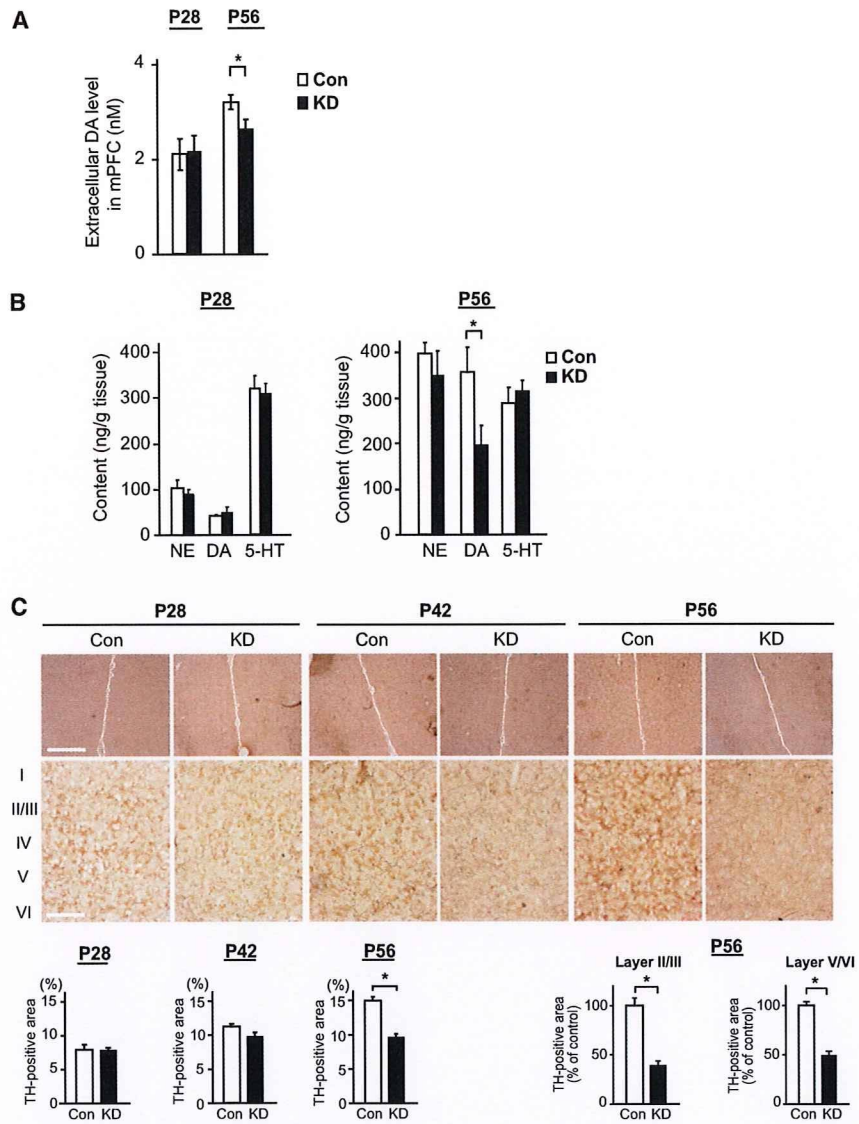 A
P28 P56
Extracellular DA level
in mPFC (nM)
4
2
0
*
Con
KD
B
P28
Content (ng/g tissue)
400
300
200
100
0
NE DA 5-HT
P56
Content (ng/g tissue)
400
300
200
100
0
*
NE DA 5-HT
Con
KD
C
P28 P42 P56
Con KD Con KD Con KD
I
II/III
IV
V
VI
P28
(%)
TH-positive area
15
10
5
0
Con KD
P42
(%)
TH-positive area
15
10
5
0
Con KD
P56
(%)
TH-positive area
15
10
5
0
*
Con KD
P56
Layer II/III
TH-positive area
(% of control)
100
50
0
*
Con KD
Layer V/VI
TH-positive area
(% of control)
100
50
0
*
Con KD